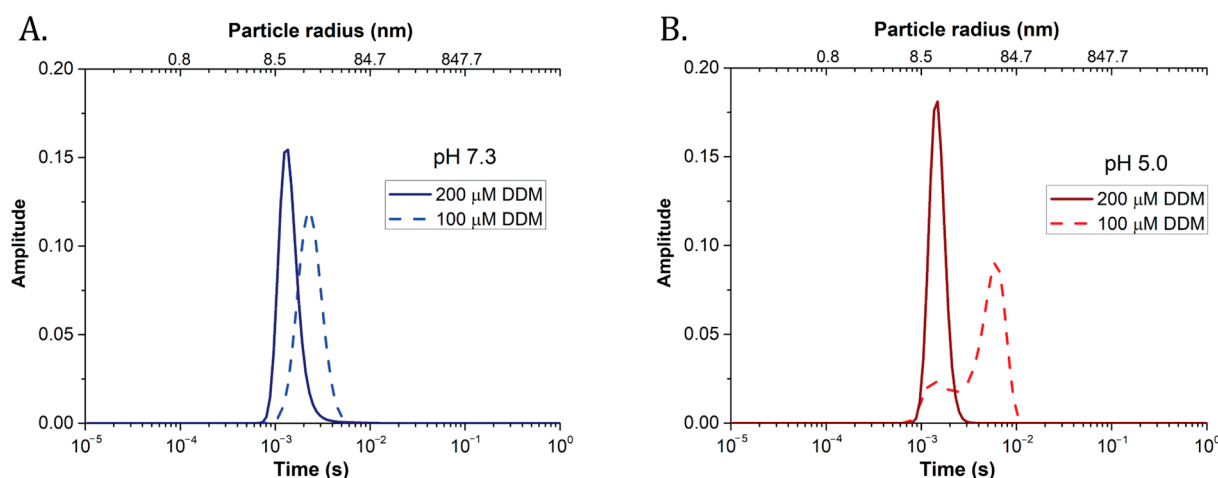 A.
Particle radius (nm)
0.8 8.5 84.7 847.7
0.20
0.15
0.10
0.05
0.00
Amplitude
pH 7.3
200 μM DDM
100 μM DDM
10⁻⁵ 10⁻⁴ 10⁻³ 10⁻² 10⁻¹ 10⁰
Time (s)
B.
Particle radius (nm)
0.8 8.5 84.7 847.7
0.20
0.15
0.10
0.05
0.00
Amplitude
pH 5.0
200 μM DDM
100 μM DDM
10⁻⁵ 10⁻⁴ 10⁻³ 10⁻² 10⁻¹ 10⁰
Time (s)